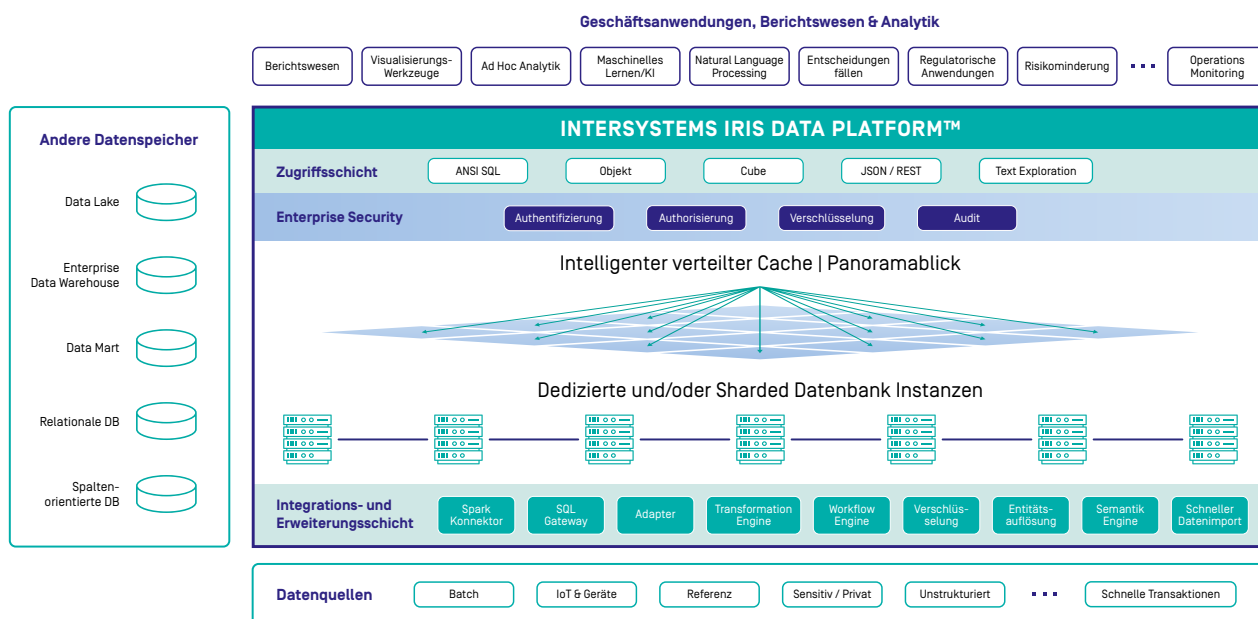 Geschäftsanwendungen, Berichtswesen & Analytik
Berichtswesen
Visualisierungs-
Werkzeuge
Ad Hoc Analytik
Maschinelles
Lernen/KI
Natural Language
Processing
Entscheidungen
fällen
Regulatorische
Anwendungen
Risikominderung
Operations
Monitoring
Andere Datenspeicher
Data Lake
Enterprise
Data Warehouse
Data Mart
Relationale DB
Spalten-
orientierte DB
INTERSYSTEMS IRIS DATA PLATFORM™
Zugriffsschicht
ANSI SQL
Objekt
Cube
JSON / REST
Text Exploration
Enterprise Security
Authentifizierung
Authorisierung
Verschlüsselung
Audit
Intelligenter verteilter Cache | Panoramablick
Dedizierte und/oder Sharded Datenbank Instanzen
Integrations- und
Erweiterungsschicht
Spark
Konnektor
SQL
Gateway
Adapter
Transformation
Engine
Workflow
Engine
Verschlüs-
selung
Entitäts-
auflösung
Semantik
Engine
Schneller
Datenimport
Datenquellen
Batch
IoT & Geräte
Referenz
Sensitiv / Privat
Unstrukturiert
Schnelle Transaktionen